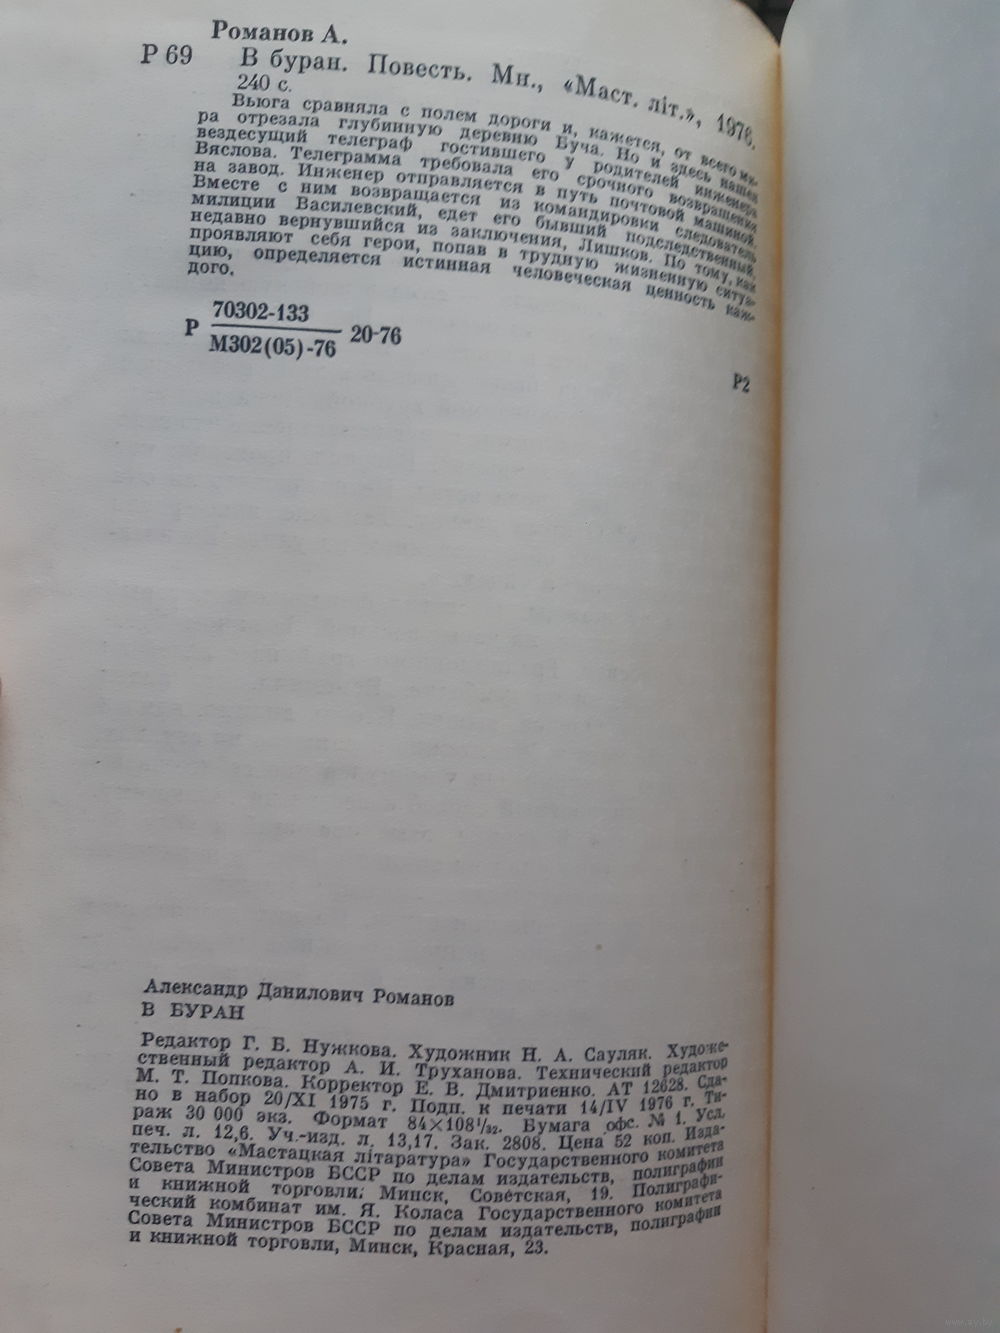 Романов А.
Р 69 В буран. Повесть. Мн., «Маст. літ.», 1976.
240 с.
Вьюга сравняла с полем дороги и, кажется, от всего ми-
ра отрезала глубинную деревню Буча. Но и здесь нашел
вездесущий телеграф гостившего у родителей инженера
Вяслова. Телеграмма требовала его срочного возвращения
на завод. Инженер отправляется в путь почтовой машиной.
Вместе с ним возвращается из командировки следователь
милиции Василевский, едет его бывший подследственный,
недавно вернувшийся из заключения, Лишков. По тому, как
проявляют себя герои, попав в трудную жизненную ситуа-
цию, определяется истинная человеческая ценность каж-
дого.
70302-133
Р 20-76
М302(05)-76
Р2
Александр Данилович Романов
В БУРАН
Редактор Г. Б. Нужкова. Художник Н. А. Сауляк. Художе-
ственный редактор А. И. Труханова. Технический редактор
М. Т. Попкова. Корректор Е. В. Дмитриенко. АТ 12628. Сда-
но в набор 20/XI 1975 г. Подп. к печати 14/IV 1976 г. Ти-
раж 30 000 экз. Формат 84×108¹/₃₂. Бумага офс. № 1. Усл.
печ. л. 12,6. Уч.-изд. л. 13,17. Зак. 2808. Цена 52 коп. Изда-
тельство «Мастацкая літаратура» Государственного комитета
Совета Министров БССР по делам издательств, полиграфии
и книжной торговли. Минск, Советская, 19. Полиграфи-
ческий комбинат им. Я. Коласа Государственного комитета
Совета Министров БССР по делам издательств, полиграфии
и книжной торговли, Минск, Красная, 23.
www.ay.by